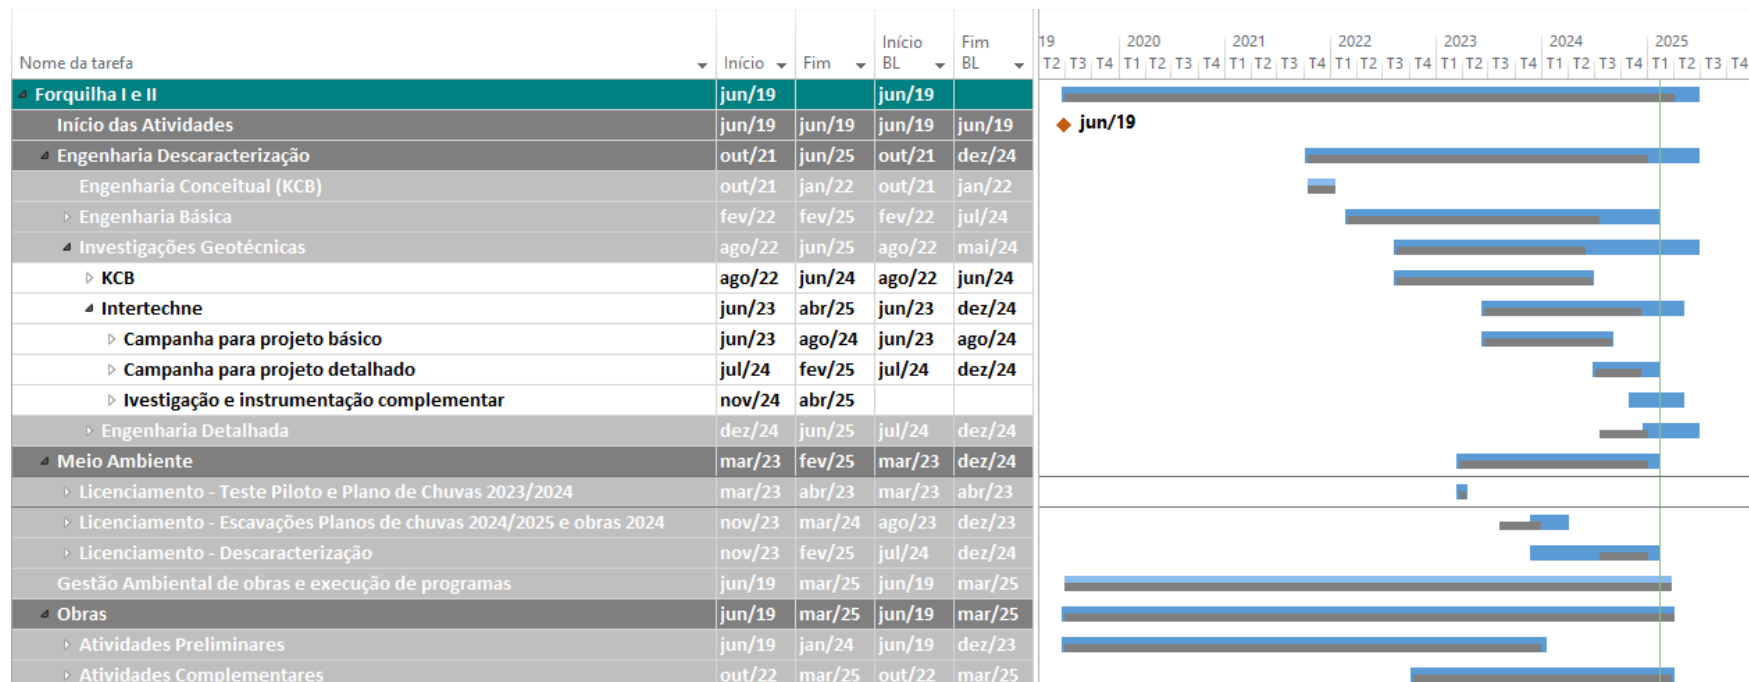 Nome da tarefa Início Fim Início BL Fim BL
19 2020 2021 2022 2023 2024 2025
T2 T3 T4 T1 T2 T3 T4 T1 T2 T3 T4 T1 T2 T3 T4 T1 T2 T3 T4 T1 T2 T3 T4 T1 T2 T3 T4
Forquilha I e II jun/19 jun/19
Início das Atividades jun/19 jun/19 jun/19 jun/19 jun/19
Engenharia Descaracterização out/21 jun/25 out/21 dez/24
Engenharia Conceitual (KCB) out/21 jan/22 out/21 jan/22
Engenharia Básica fev/22 fev/25 fev/22 jul/24
Investigações Geotécnicas ago/22 jun/25 ago/22 mai/24
KCB ago/22 jun/24 ago/22 jun/24
Intertechne jun/23 abr/25 jun/23 dez/24
Campanha para projeto básico jun/23 ago/24 jun/23 ago/24
Campanha para projeto detalhado jul/24 fev/25 jul/24 dez/24
Ivestigação e instrumentação complementar nov/24 abr/25
Engenharia Detalhada dez/24 jun/25 jul/24 dez/24
Meio Ambiente mar/23 fev/25 mar/23 dez/24
Licenciamento - Teste Piloto e Plano de Chuvas 2023/2024 mar/23 abr/23 mar/23 abr/23
Licenciamento - Escavações Planos de chuvas 2024/2025 e obras 2024 nov/23 mar/24 ago/23 dez/23
Licenciamento - Descaracterização nov/23 fev/25 jul/24 dez/24
Gestão Ambiental de obras e execução de programas jun/19 mar/25 jun/19 mar/25
Obras jun/19 mar/25 jun/19 mar/25
Atividades Preliminares jun/19 jan/24 jun/19 dez/23
Atividades Complementares out/22 mar/25 out/22 mar/25